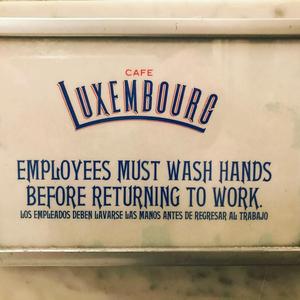 CAFE
LUXEMBOURG
EMPLOYEES MUST WASH HANDS
BEFORE RETURNING TO WORK.
LOS EMPLEADOS DEBEN LAVARSE LAS MANOS ANTES DE REGRESAR AL TRABAJO